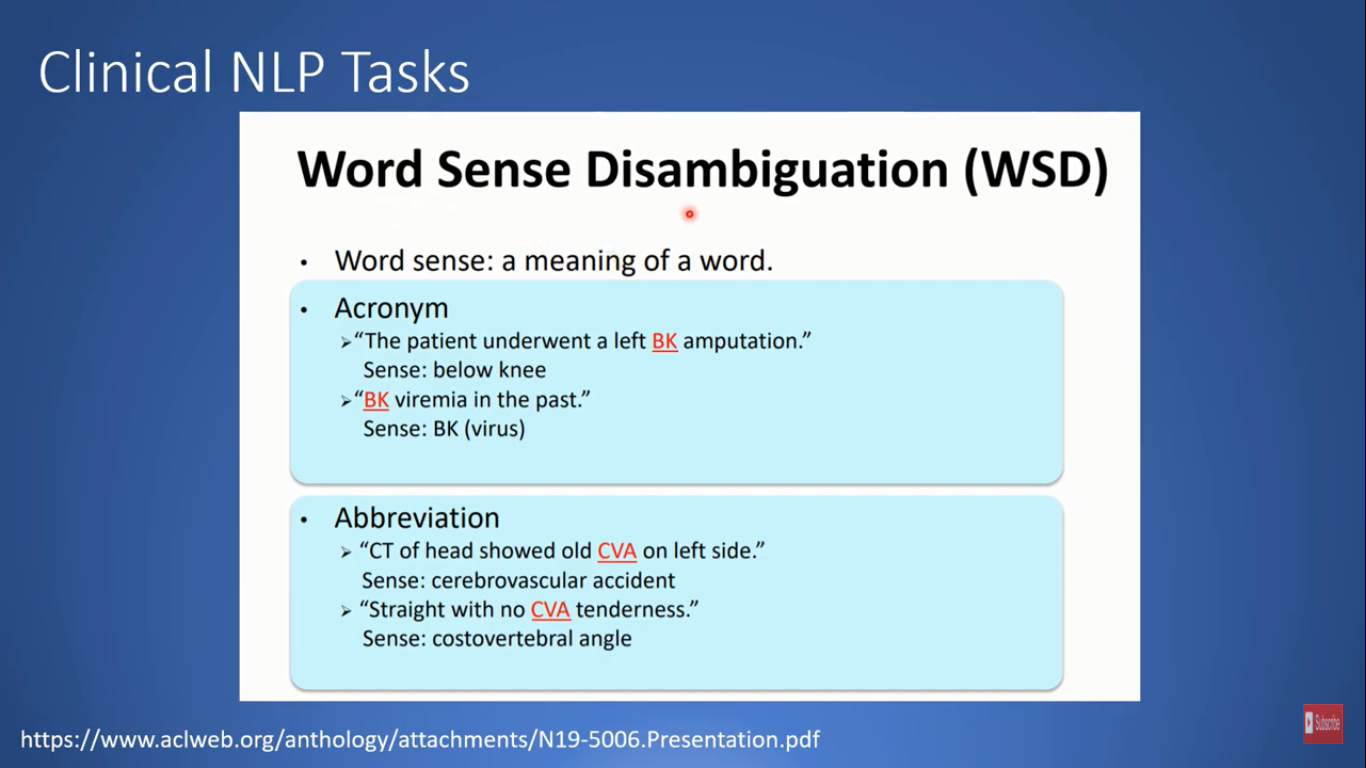 Clinical NLP Tasks
Word Sense Disambiguation (WSD)
• Word sense: a meaning of a word.
• Acronym
➢“The patient underwent a left BK amputation.”
Sense: below knee
➢“BK viremia in the past.”
Sense: BK (virus)
• Abbreviation
➢ “CT of head showed old CVA on left side.”
Sense: cerebrovascular accident
➢ “Straight with no CVA tenderness.”
Sense: costovertebral angle
Subscribe
https://www.aclweb.org/anthology/attachments/N19-5006.Presentation.pdf